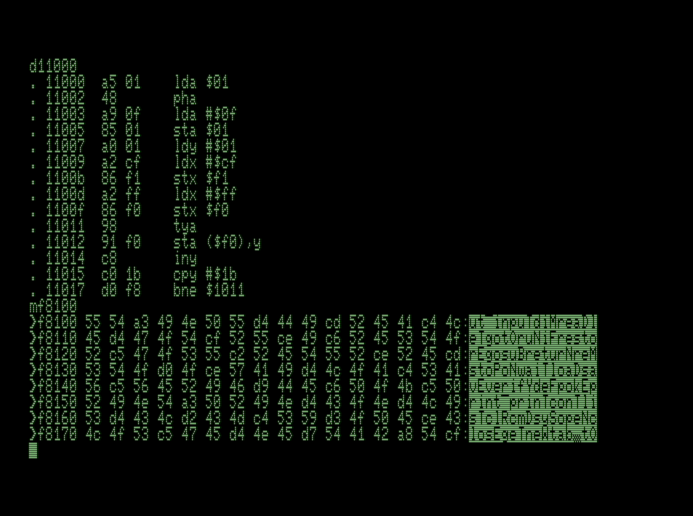 d11000
. 11000 a5 01 lda $01
. 11002 48 pha
. 11003 a9 0f lda #$0f
. 11005 85 01 sta $01
. 11007 a0 01 ldy #$01
. 11009 a2 cf ldx #$cf
. 1100b 86 f1 stx $f1
. 1100d a2 ff ldx #$ff
. 1100f 86 f0 stx $f0
. 11011 98 tya
. 11012 91 f0 sta ($f0),y
. 11014 c8 iny
. 11015 c0 1b cpy #$1b
. 11017 d0 f8 bne $1011
mf8100
>f8100 55 54 a3 49 4e 50 55 d4 44 49 cd 52 45 41 c4 4c:ut▔inpuTdiMreaDl
>f8110 45 d4 47 4f 54 cf 52 55 ce 49 c6 52 45 53 54 4f:eTgotOruNiFresto
>f8120 52 c5 47 4f 53 55 c2 52 45 54 55 52 ce 52 45 cd:rEgosuBreturNreM
>f8130 53 54 4f d0 4f ce 57 41 49 d4 4c 4f 41 c4 53 41:stoPoNwaiTloaDsa
>f8140 56 c5 56 45 52 49 46 d9 44 45 c6 50 4f 4b c5 50:vEverifYdeFpokEp
>f8150 52 49 4e 54 a3 50 52 49 4e d4 43 4f 4e d4 4c 49:rint▔prinTconTli
>f8160 53 d4 43 4c d2 43 4d c4 53 59 d3 4f 50 45 ce 43:sTclRcmDsySopeNc
>f8170 4c 4f 53 c5 47 45 d4 4e 45 d7 54 41 42 a8 54 cf:losEgeTneWtab▒tO